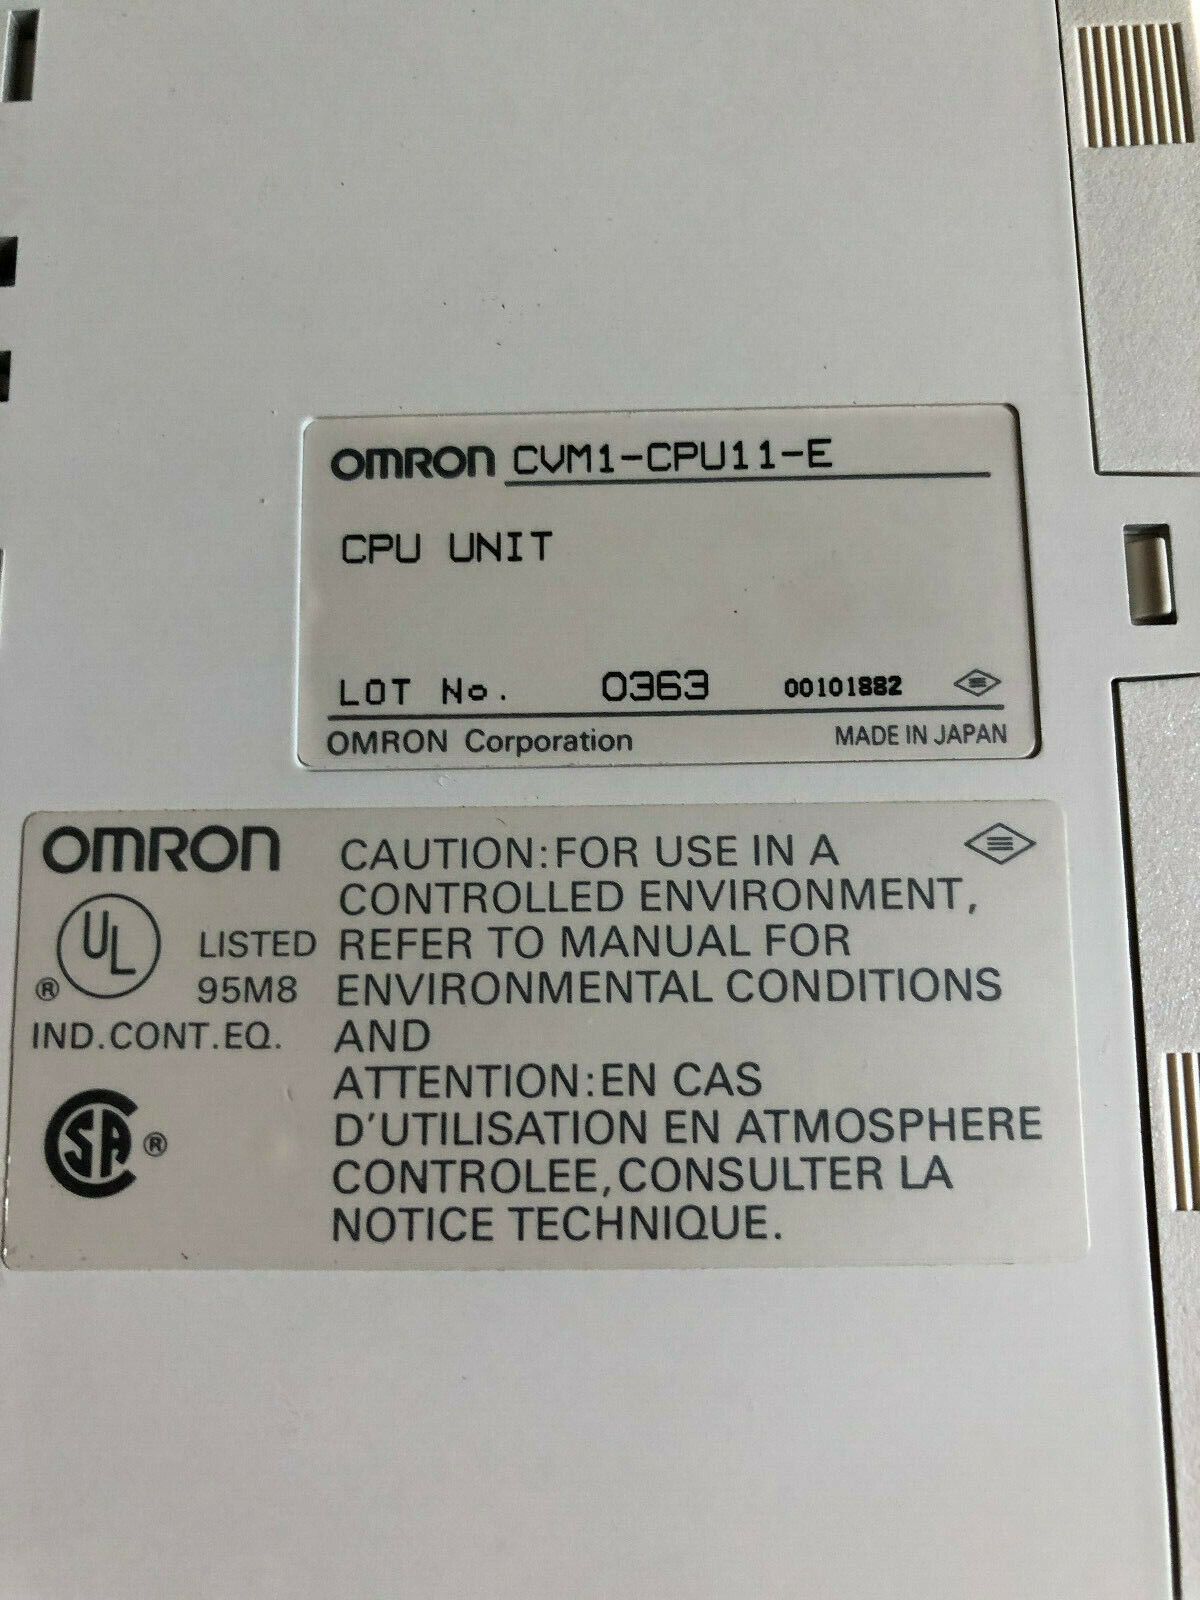 OMRON CVM1-CPU11-E
CPU UNIT
LOT No. 0363 00101882
OMRON Corporation MADE IN JAPAN
OMRON
UL
®
LISTED
95M8
IND.CONT.EQ.
SA ®
CAUTION:FOR USE IN A
CONTROLLED ENVIRONMENT,
REFER TO MANUAL FOR
ENVIRONMENTAL CONDITIONS
AND
ATTENTION:EN CAS
D'UTILISATION EN ATMOSPHERE
CONTROLEE,CONSULTER LA
NOTICE TECHNIQUE.